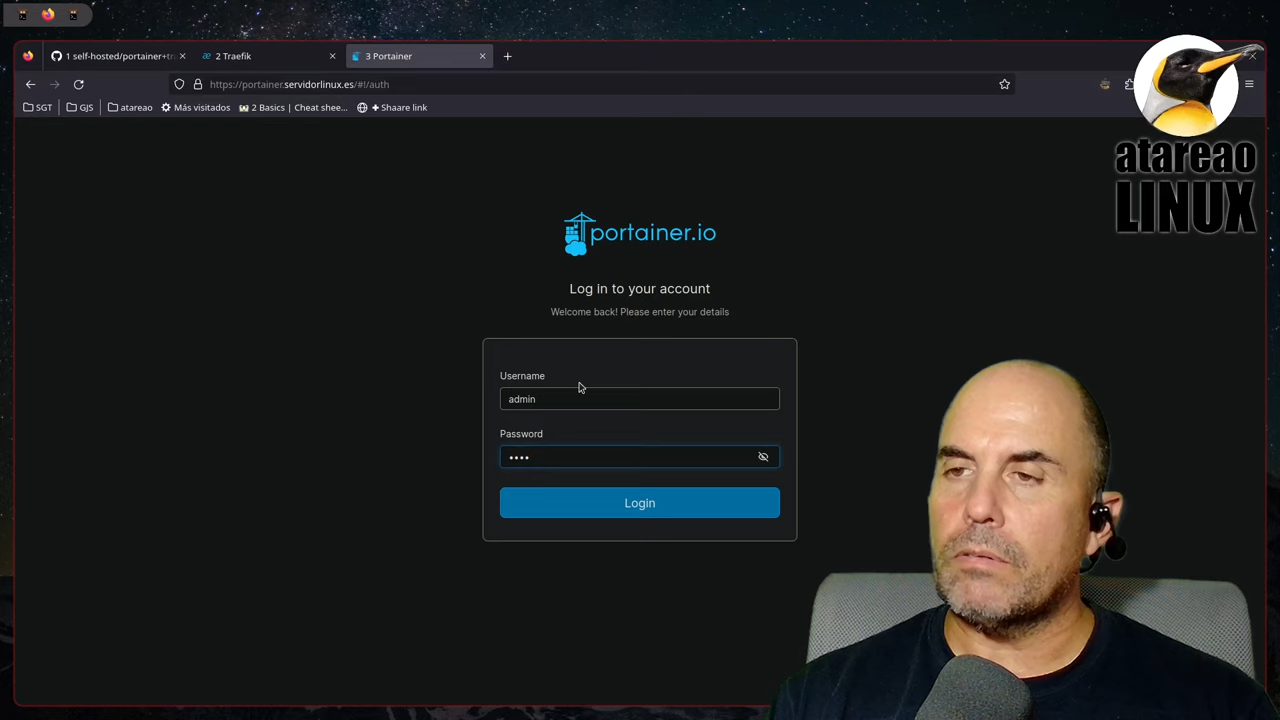 1 self-hosted/portainer+tr
2 Traefik
3 Portainer
https://portainer.servidorlinux.es/#!/auth
SGT
GJS
atareao
Más visitados
2 Basics | Cheat shee...
Shaare link
atareao
LINUX
portainer.io
Log in to your account
Welcome back! Please enter your details
Username
admin
Password
Login